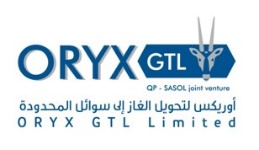 ORYX GTL
QP - SASOL joint venture
أوريكس لتحويل الغاز إلى سوائل المحدودة
ORYX GTL Limited